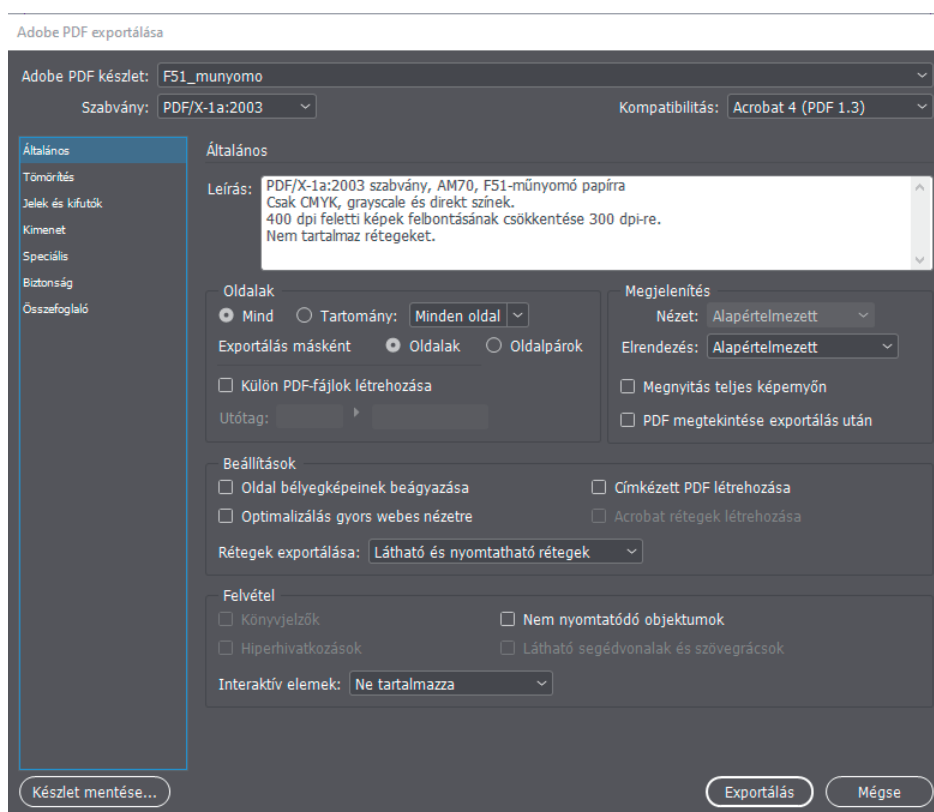 Adobe PDF exportálása
Adobe PDF készlet: F51_munyomo
Szabvány: PDF/X-1a:2003 Kompatibilitás: Acrobat 4 (PDF 1.3)
Általános
Tömörítés
Jelek és kifutók
Kimenet
Speciális
Biztonság
Összefoglaló
Általános
Leírás: PDF/X-1a:2003 szabvány, AM70, F51-műnyomó papírra
Csak CMYK, grayscale és direkt színek.
400 dpi feletti képek felbontásának csökkentése 300 dpi-re.
Nem tartalmaz rétegeket.
Oldalak
Mind Tartomány: Minden oldal
Exportálás másként Oldalak Oldalpárok
Külön PDF-fájlok létrehozása
Utótag:
Megjelenítés
Nézet: Alapértelmezett
Elrendezés: Alapértelmezett
Megnyitás teljes képernyőn
PDF megtekintése exportálás után
Beállítások
Oldal bélyegképeinek beágyazása Címkézett PDF létrehozása
Optimalizálás gyors webes nézetre Acrobat rétegek létrehozása
Rétegek exportálása: Látható és nyomtatható rétegek
Felvétel
Könyvjelzők Nem nyomtatódó objektumok
Hiperhivatkozások Látható segédvonalak és szövegrácsok
Interaktív elemek: Ne tartalmazza
Készlet mentése... Exportálás Mégse